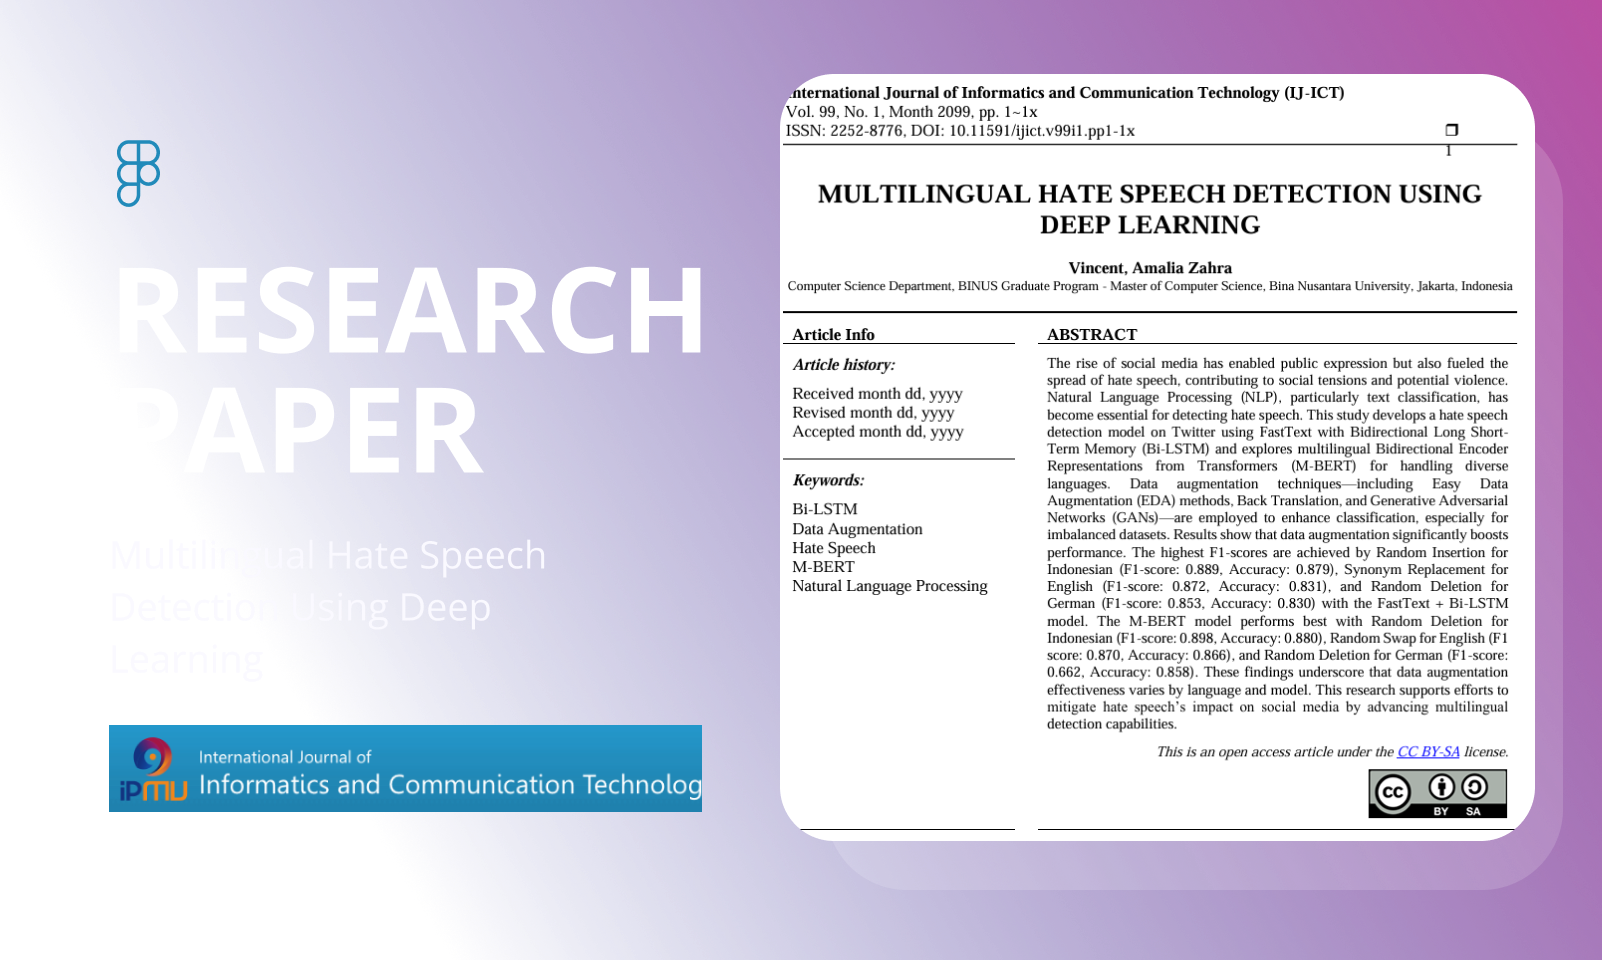 RESEARCH
PAPER
Multilingual Hate Speech
Detection Using Deep
Learning
iPMU
International Journal of
Informatics and Communication Technolog
International Journal of Informatics and Communication Technology (IJ-ICT)
Vol. 99, No. 1, Month 2099, pp. 1~1x
ISSN: 2252-8776, DOI: 10.11591/ijict.v99i1.pp1-1x
❒
1
MULTILINGUAL HATE SPEECH DETECTION USING
DEEP LEARNING
Vincent, Amalia Zahra
Computer Science Department, BINUS Graduate Program - Master of Computer Science, Bina Nusantara University, Jakarta, Indonesia
Article Info
Article history:
Received month dd, yyyy
Revised month dd, yyyy
Accepted month dd, yyyy
Keywords:
Bi-LSTM
Data Augmentation
Hate Speech
M-BERT
Natural Language Processing
ABSTRACT
The rise of social media has enabled public expression but also fueled the
spread of hate speech, contributing to social tensions and potential violence.
Natural Language Processing (NLP), particularly text classification, has
become essential for detecting hate speech. This study develops a hate speech
detection model on Twitter using FastText with Bidirectional Long Short-
Term Memory (Bi-LSTM) and explores multilingual Bidirectional Encoder
Representations from Transformers (M-BERT) for handling diverse
languages. Data augmentation techniques—including Easy Data
Augmentation (EDA) methods, Back Translation, and Generative Adversarial
Networks (GANs)—are employed to enhance classification, especially for
imbalanced datasets. Results show that data augmentation significantly boosts
performance. The highest F1-scores are achieved by Random Insertion for
Indonesian (F1-score: 0.889, Accuracy: 0.879), Synonym Replacement for
English (F1-score: 0.872, Accuracy: 0.831), and Random Deletion for
German (F1-score: 0.853, Accuracy: 0.830) with the FastText + Bi-LSTM
model. The M-BERT model performs best with Random Deletion for
Indonesian (F1-score: 0.898, Accuracy: 0.880), Random Swap for English (F1
score: 0.870, Accuracy: 0.866), and Random Deletion for German (F1-score:
0.662, Accuracy: 0.858). These findings underscore that data augmentation
effectiveness varies by language and model. This research supports efforts to
mitigate hate speech's impact on social media by advancing multilingual
detection capabilities.
This is an open access article under the CC BY-SA license.
cc
BY SA